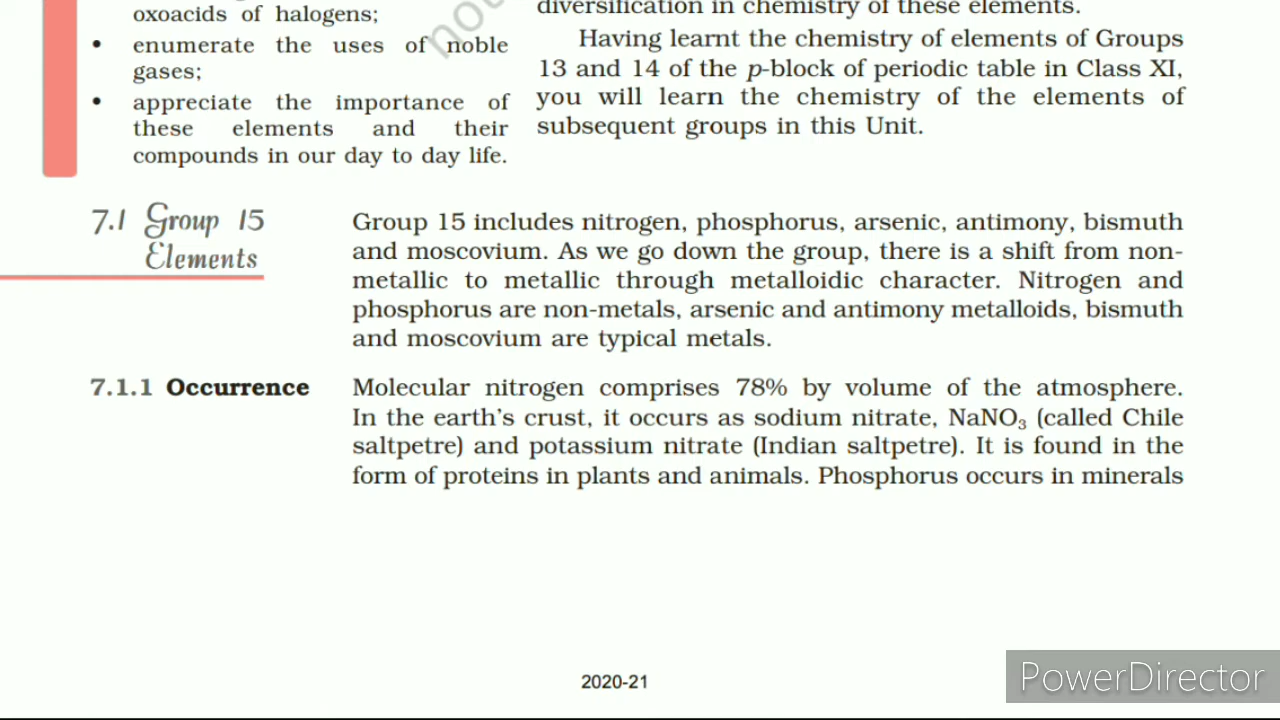 oxoacids of halogens;
• enumerate the uses of noble
gases;
• appreciate the importance of
these elements and their
compounds in our day to day life.
diversification in chemistry of these elements.
Having learnt the chemistry of elements of Groups
13 and 14 of the p-block of periodic table in Class XI,
you will learn the chemistry of the elements of
subsequent groups in this Unit.
7.1 Group 15
Elements
Group 15 includes nitrogen, phosphorus, arsenic, antimony, bismuth
and moscovium. As we go down the group, there is a shift from non-
metallic to metallic through metalloidic character. Nitrogen and
phosphorus are non-metals, arsenic and antimony metalloids, bismuth
and moscovium are typical metals.
7.1.1 Occurrence
Molecular nitrogen comprises 78% by volume of the atmosphere.
In the earth's crust, it occurs as sodium nitrate, NaNO₃ (called Chile
saltpetre) and potassium nitrate (Indian saltpetre). It is found in the
form of proteins in plants and animals. Phosphorus occurs in minerals
2020-21
PowerDirector